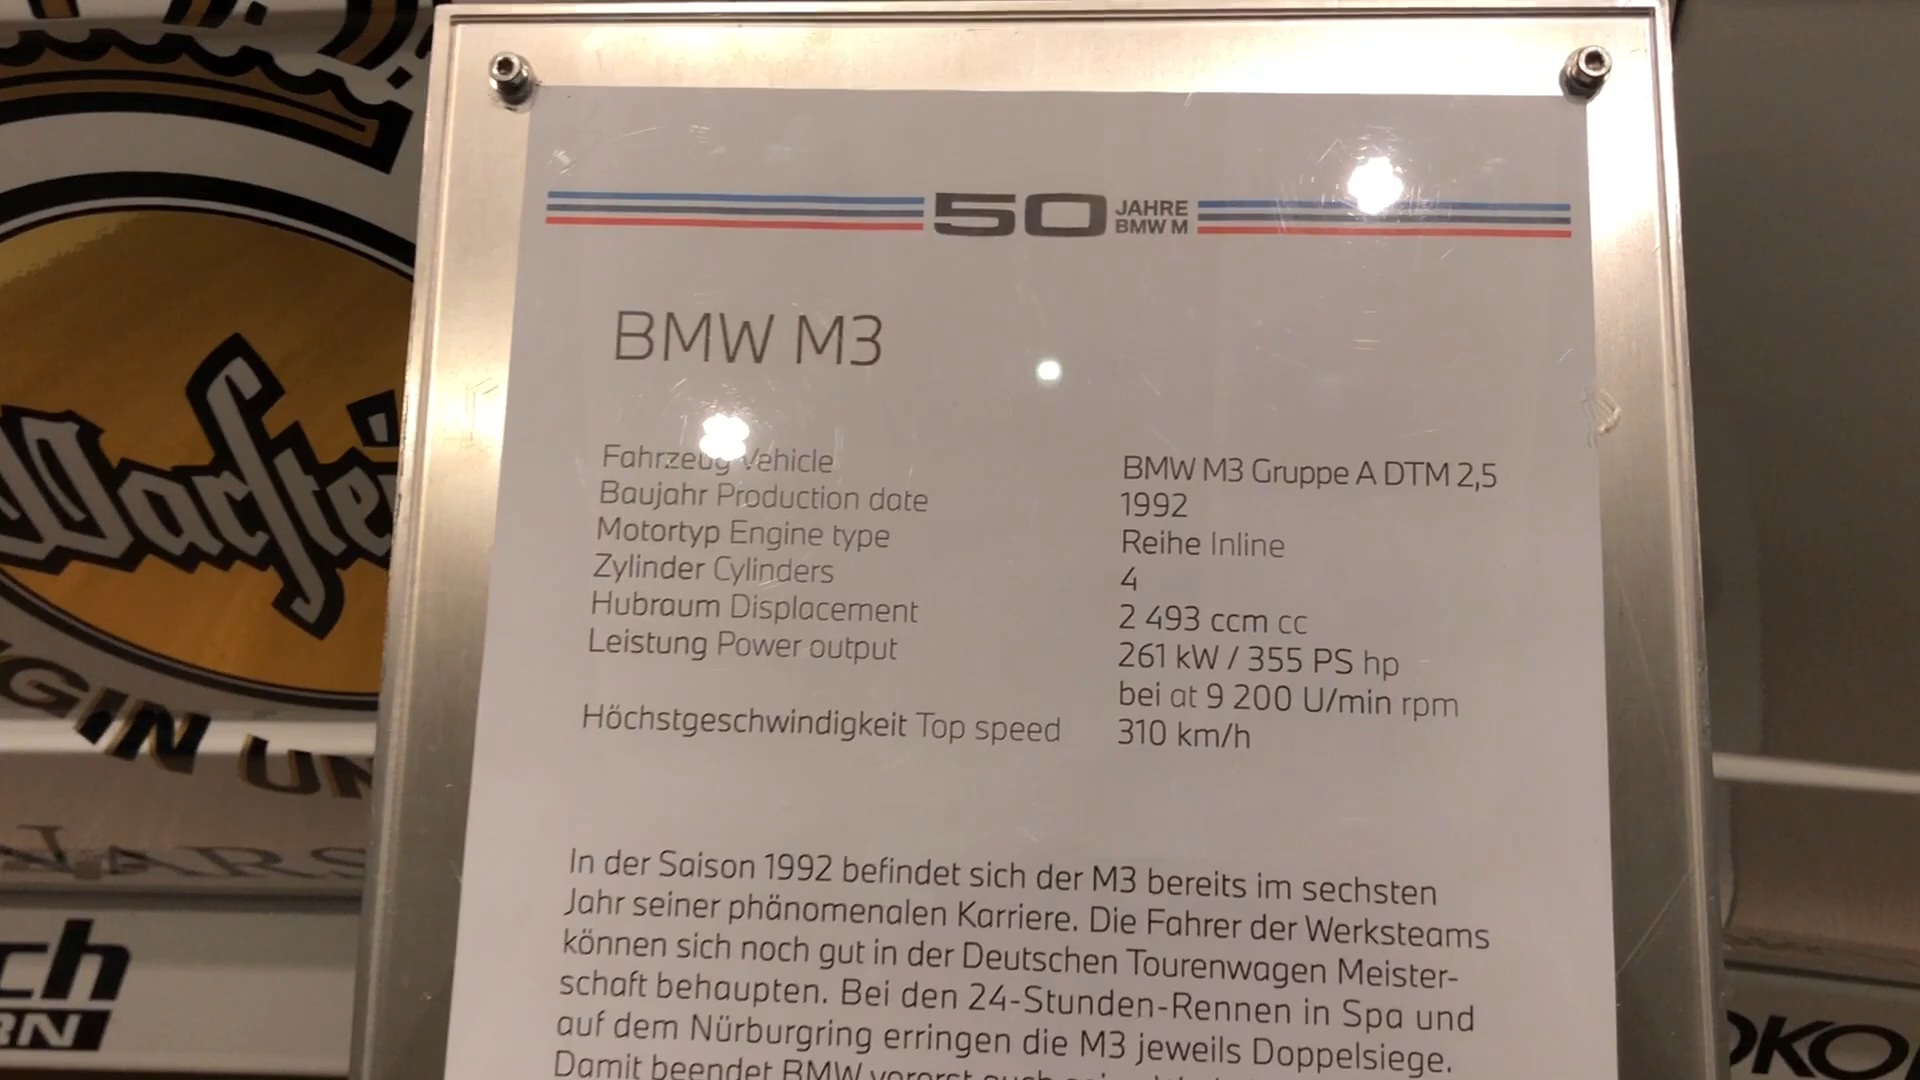 50 JAHRE
BMW M
BMW M3
Fahrzeug Vehicle BMW M3 Gruppe A DTM 2,5
Baujahr Production date 1992
Motortyp Engine type Reihe Inline
Zylinder Cylinders 4
Hubraum Displacement 2 493 ccm cc
Leistung Power output 261 kW / 355 PS hp
bei at 9 200 U/min rpm
Höchstgeschwindigkeit Top speed 310 km/h
In der Saison 1992 befindet sich der M3 bereits im sechsten
Jahr seiner phänomenalen Karriere. Die Fahrer der Werksteams
können sich noch gut in der Deutschen Tourenwagen Meister-
schaft behaupten. Bei den 24-Stunden-Rennen in Spa und
auf dem Nürburgring erringen die M3 jeweils Doppelsiege.
Damit beendet BMW